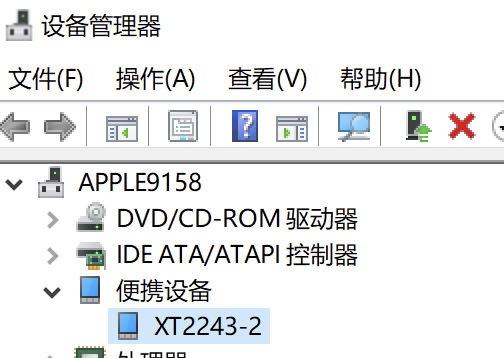 设备管理器
文件(F) 操作(A) 查看(V) 帮助(H)
APPLE9158
DVD/CD-ROM 驱动器
IDE ATA/ATAPI 控制器
便携设备
XT2243-2
处理器